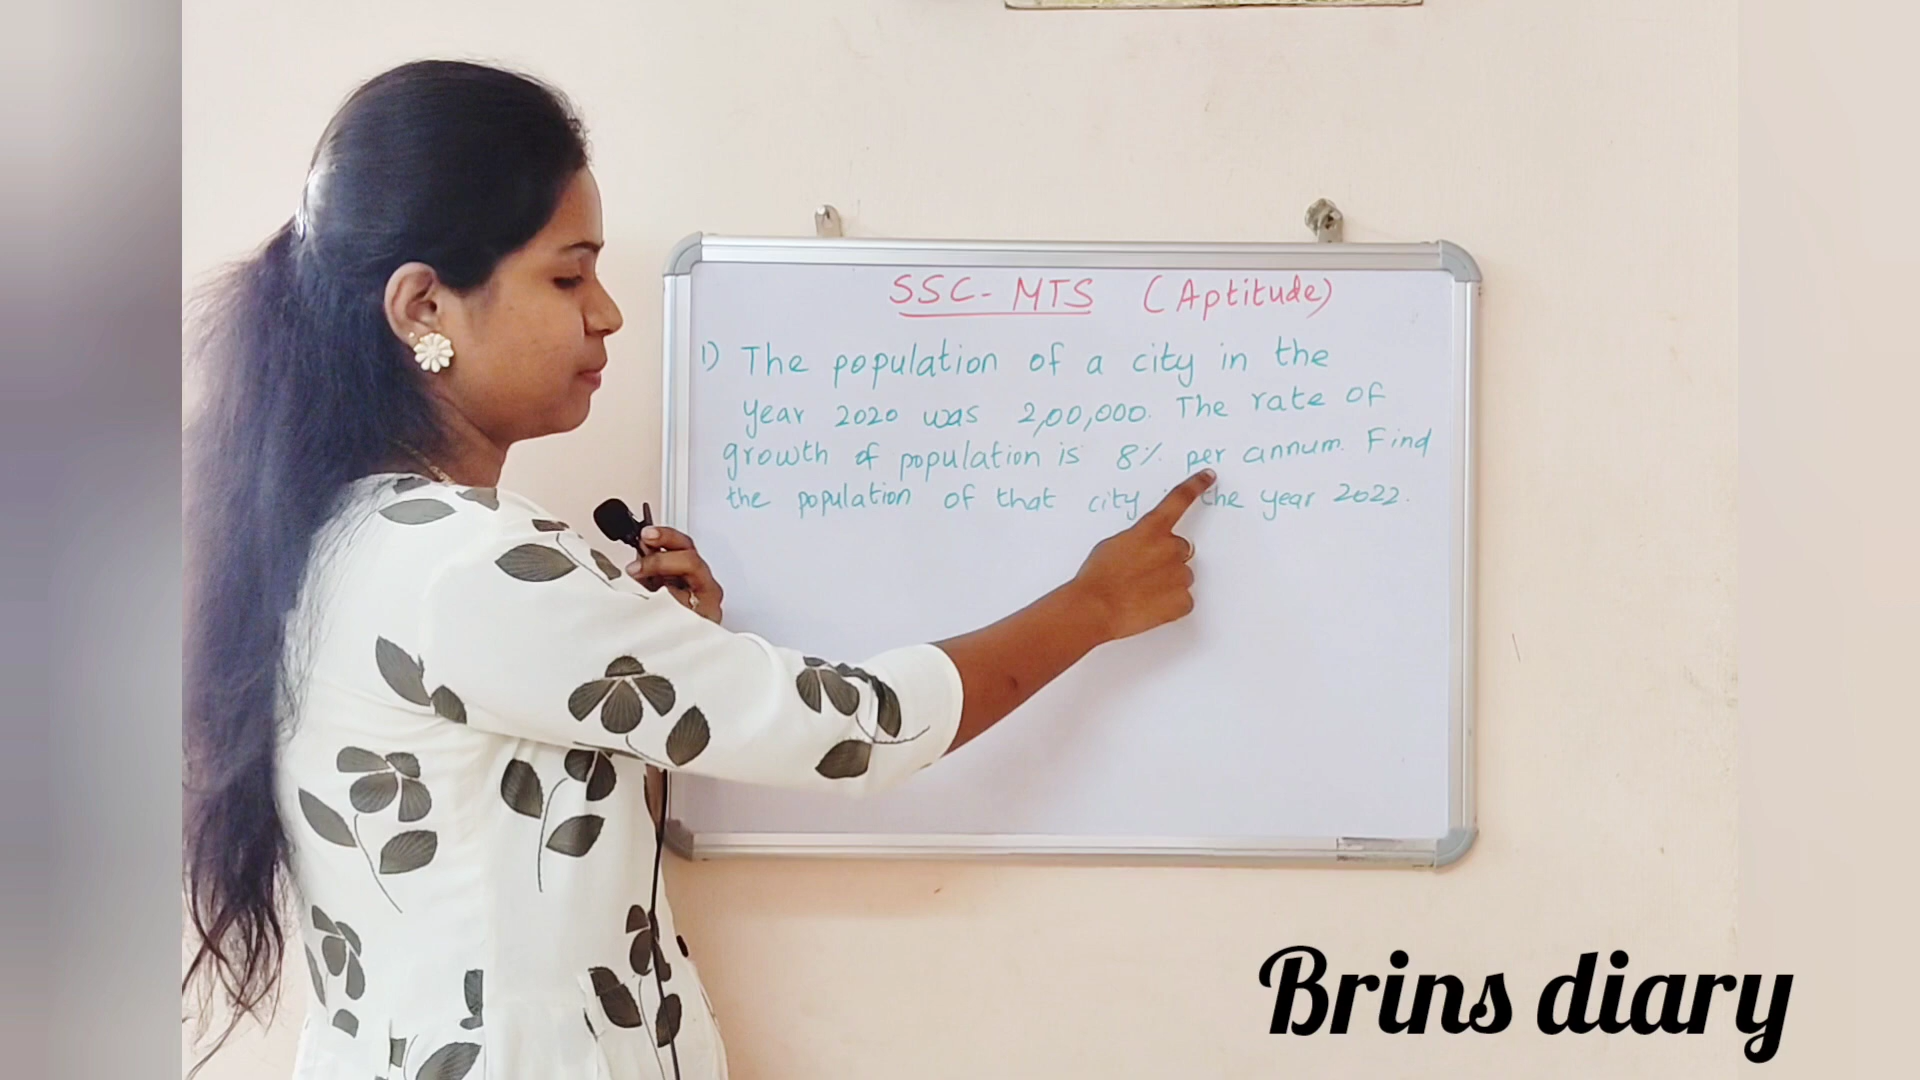 SSC- MTS (Aptitude)
1) The population of a city in the
year 2020 was 2,00,000. The rate of
growth of population is 8% per annum. Find
the population of that city the year 2022.
Brins diary